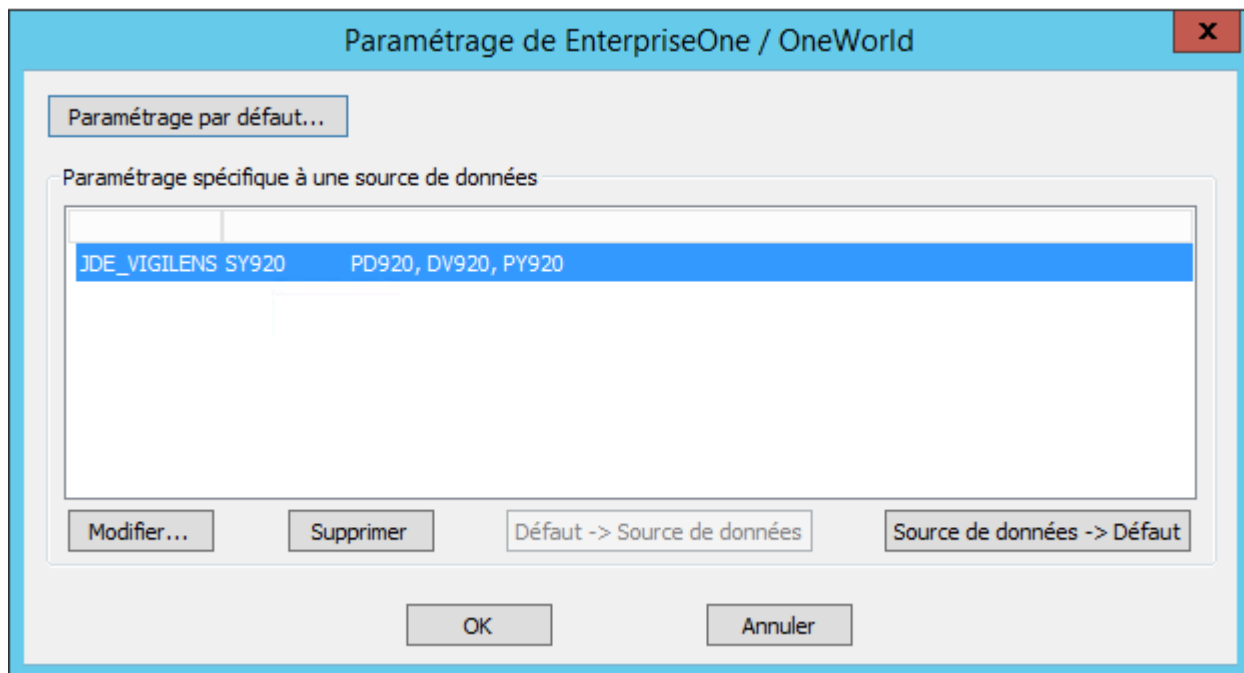 Paramétrage de EnterpriseOne / OneWorld
x
Paramétrage par défaut...
Paramétrage spécifique à une source de données
JDE_VIGILENS SY920 PD920, DV920, PY920
Modifier... Supprimer Défaut -> Source de données Source de données -> Défaut
OK Annuler